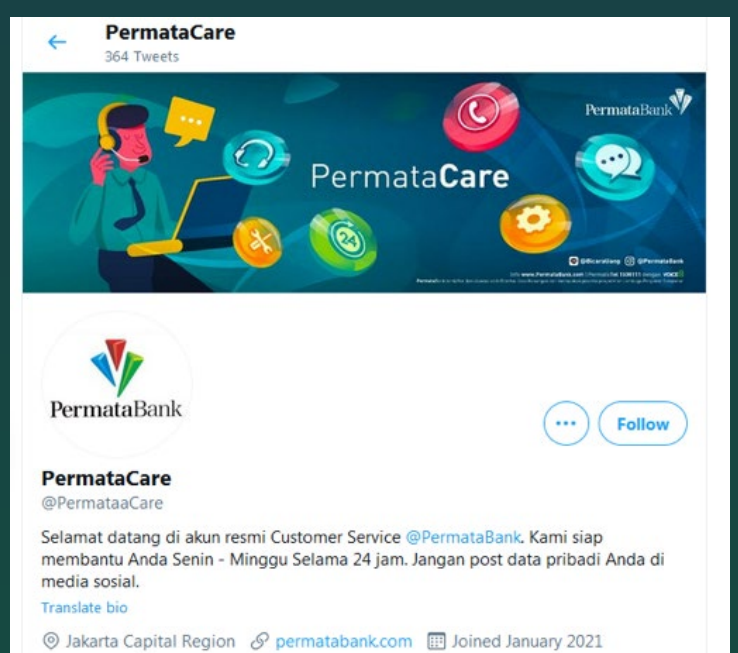 PermataCare
364 Tweets
PermataBank
PermataCare
24
@PermataBank
PermataBank
Follow
PermataCare
@PermataaCare
Selamat datang di akun resmi Customer Service @PermataBank. Kami siap
membantu Anda Senin - Minggu Selama 24 jam. Jangan post data pribadi Anda di
media sosial.
Translate bio
Jakarta Capital Region permatabank.com Joined January 2021